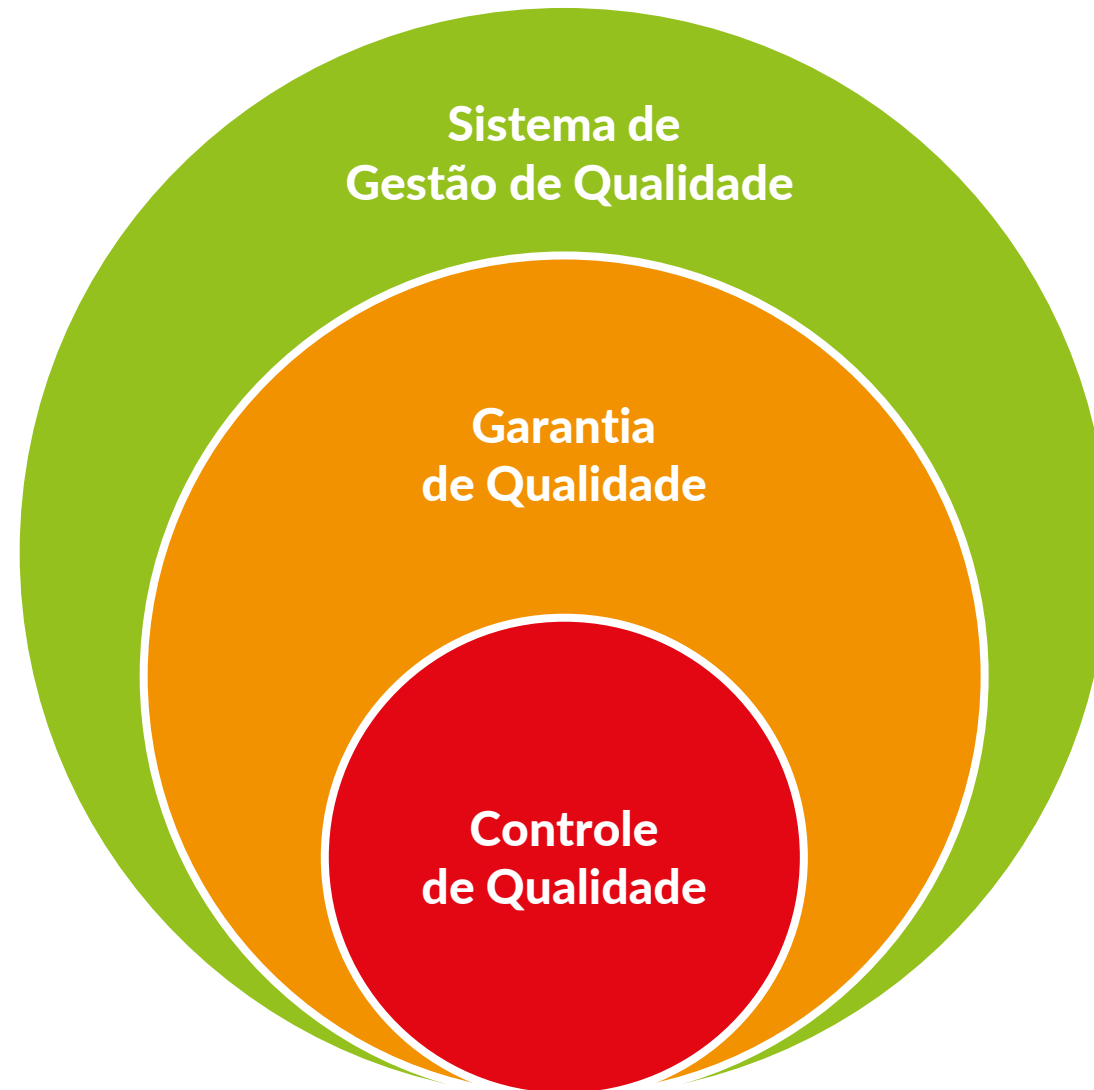 Sistema de
Gestão de Qualidade
Garantia
de Qualidade
Controle
de Qualidade